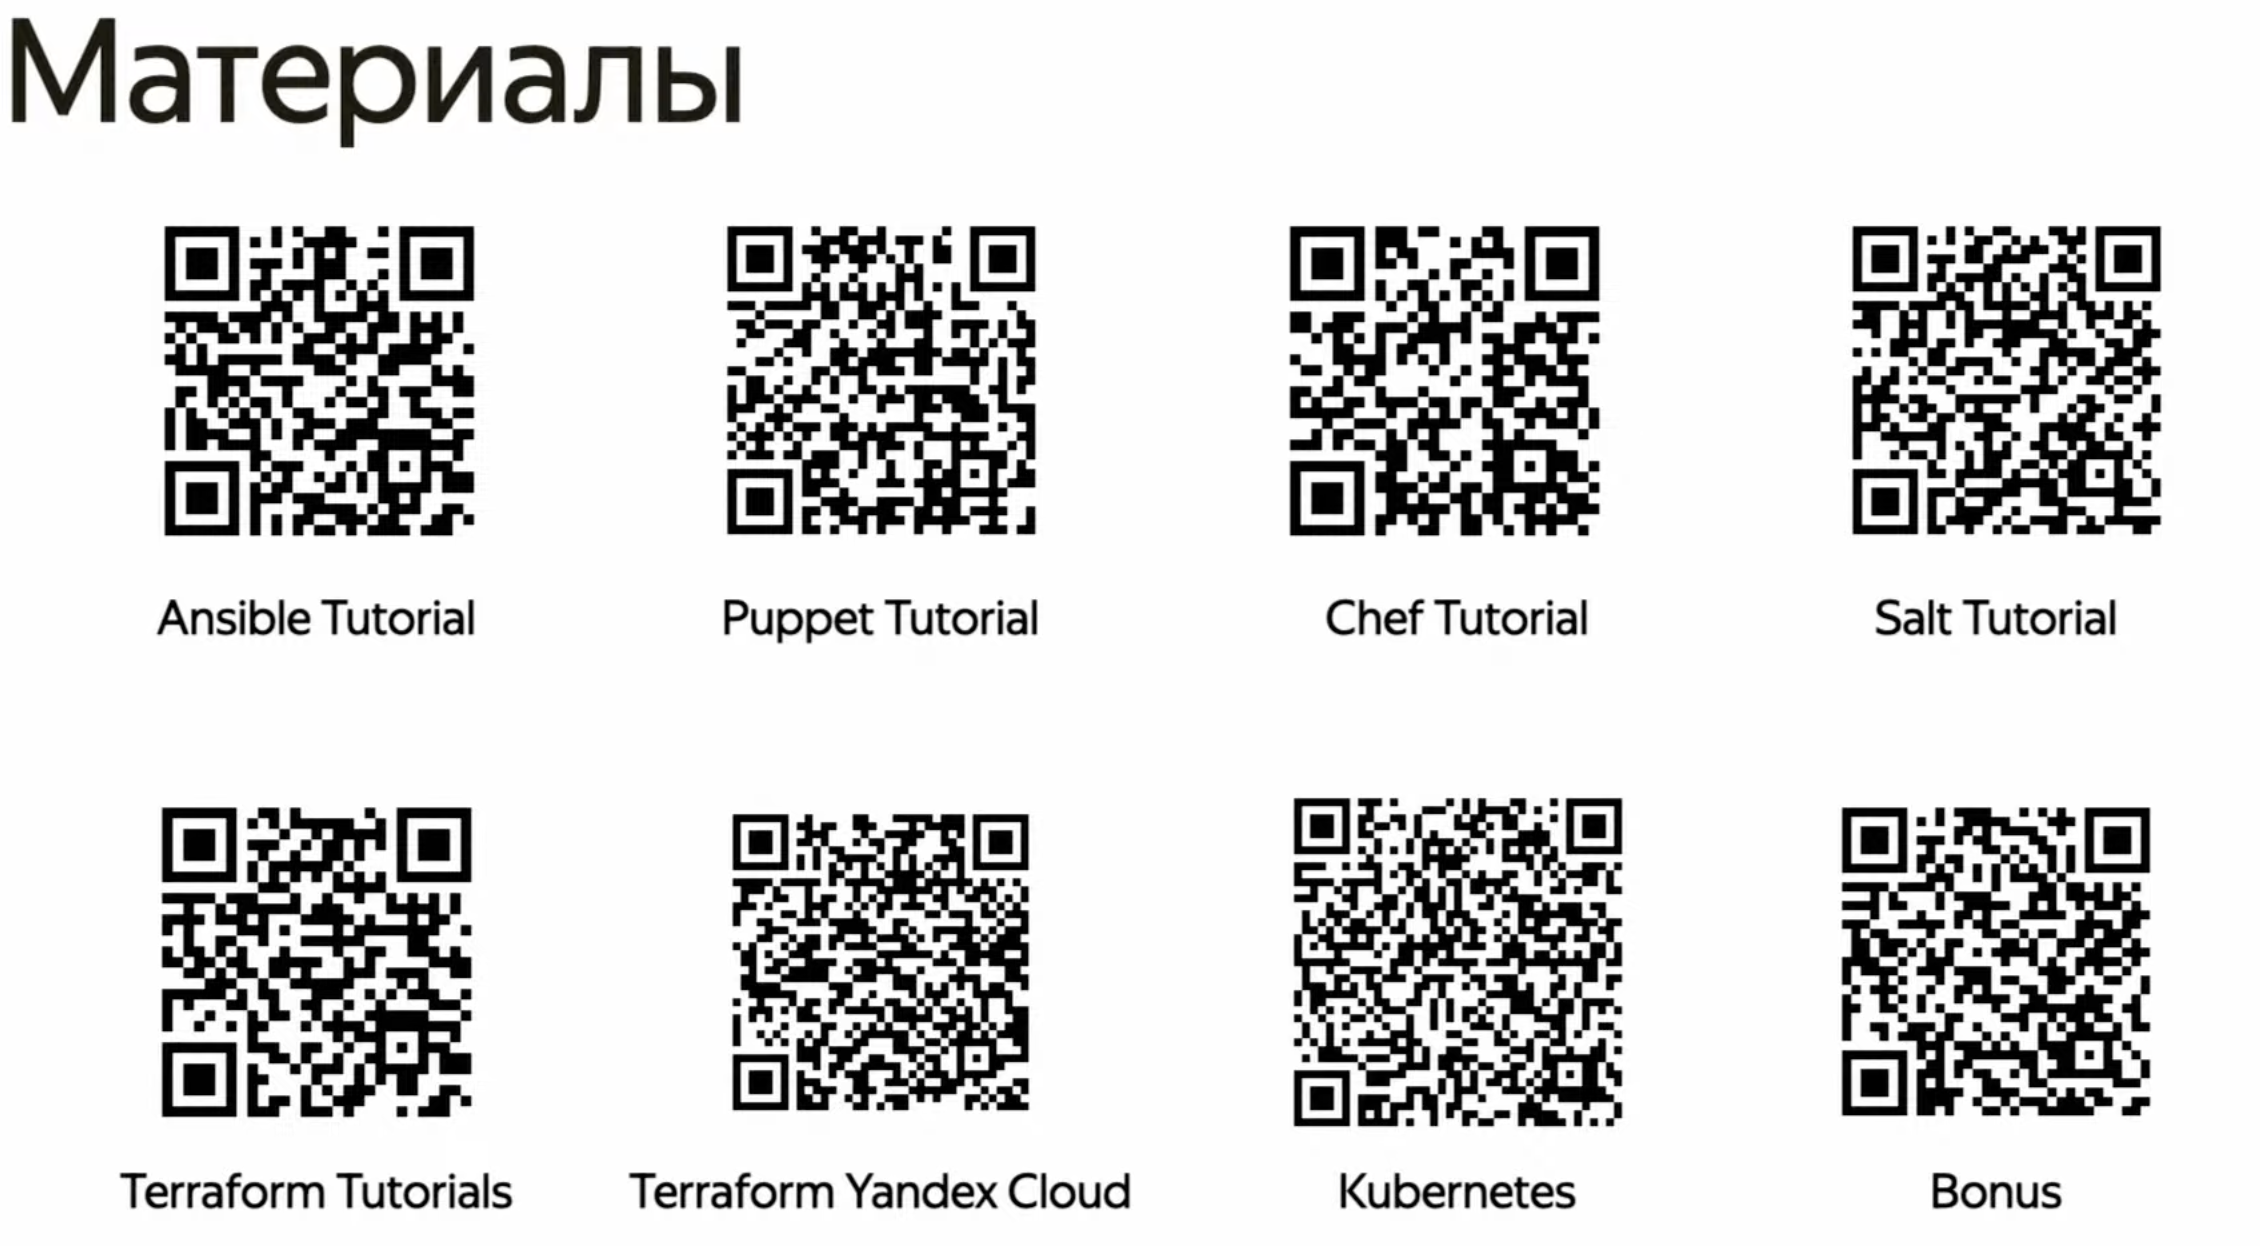 Материалы
Ansible Tutorial
Puppet Tutorial
Chef Tutorial
Salt Tutorial
Terraform Tutorials
Terraform Yandex Cloud
Kubernetes
Bonus